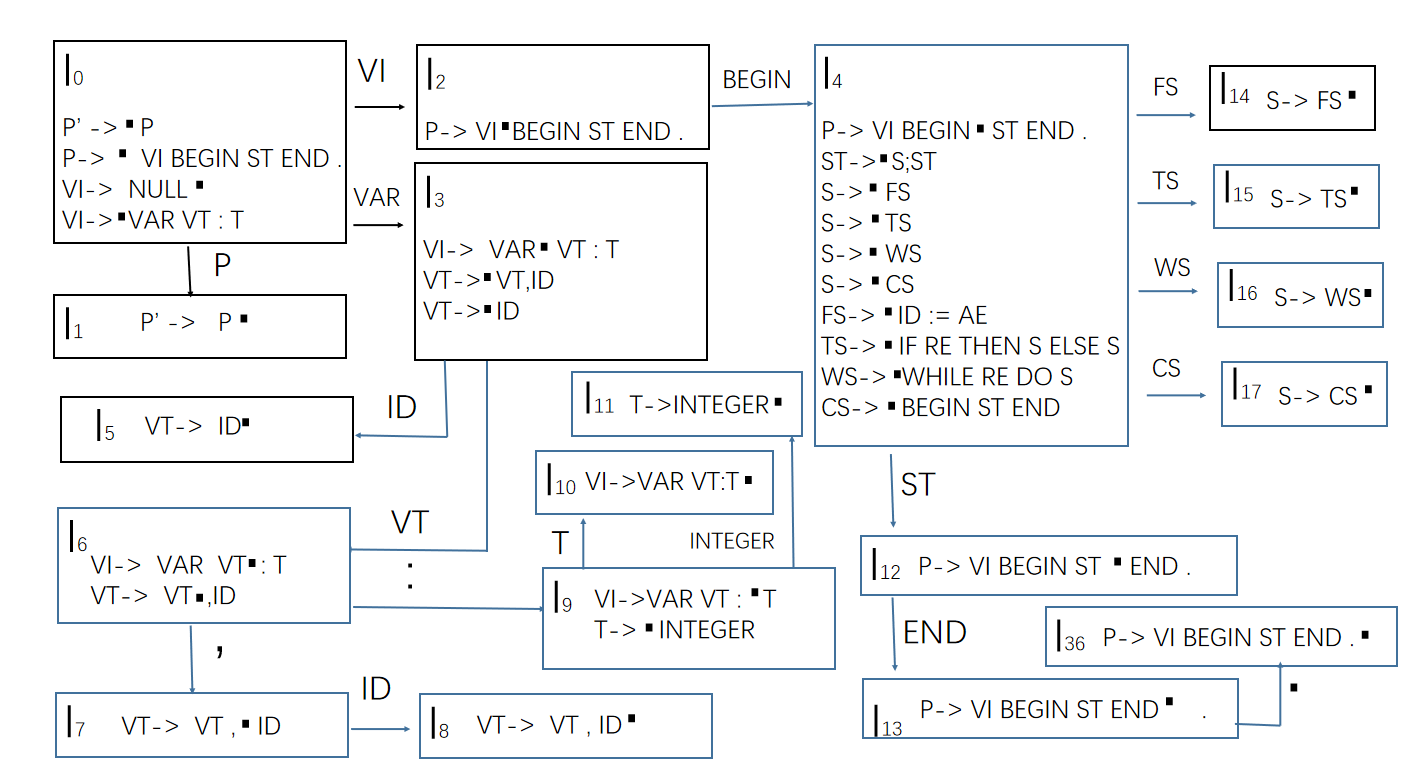 I0
P' -> ▪ P
P-> ▪ VI BEGIN ST END .
VI-> NULL ▪
VI->▪VAR VT : T
VI
I2
P-> VI▪BEGIN ST END .
BEGIN
VAR
I3
VI-> VAR▪ VT : T
VT->▪VT,ID
VT->▪ID
P
I1 P' -> P ▪
I4
P-> VI BEGIN▪ ST END .
ST->▪S;ST
S->▪ FS
S->▪ TS
S->▪ WS
S->▪ CS
FS-> ▪ID := AE
TS-> ▪IF RE THEN S ELSE S
WS-> ▪WHILE RE DO S
CS-> ▪BEGIN ST END
FS
I14 S-> FS▪
TS
I15 S-> TS▪
WS
I16 S-> WS▪
CS
I17 S-> CS ▪
ID
I5 VT-> ID▪
I11 T->INTEGER▪
I10 VI->VAR VT:T▪
VT
:
I6
VI-> VAR VT▪: T
VT-> VT▪,ID
T
INTEGER
I9 VI->VAR VT : ▪T
T-> ▪INTEGER
ST
I12 P-> VI BEGIN ST ▪ END .
END
I36 P-> VI BEGIN ST END . ▪
,
I7 VT-> VT , ▪ ID
ID
I8 VT-> VT , ID▪
I13 P-> VI BEGIN ST END▪ .
.